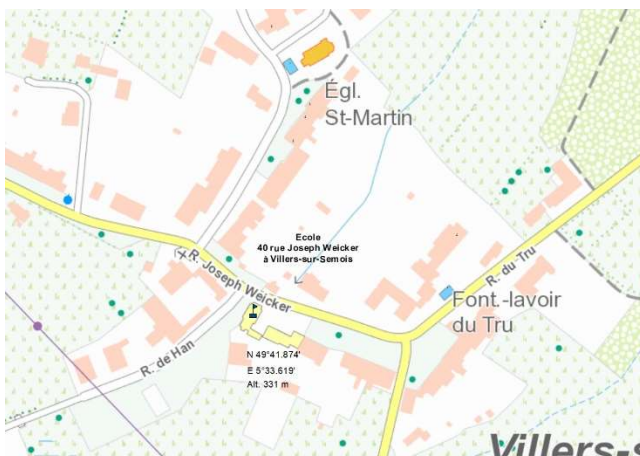 Égl.
St-Martin
Ecole
40 rue Joseph Weicker
à Villers-sur-Semois
R. Joseph Weicker
R. du Tru
Font.-lavoir
du Tru
R. de Han
N 49°41.874'
E 5°33.619'
Alt. 331 m
Villers-s